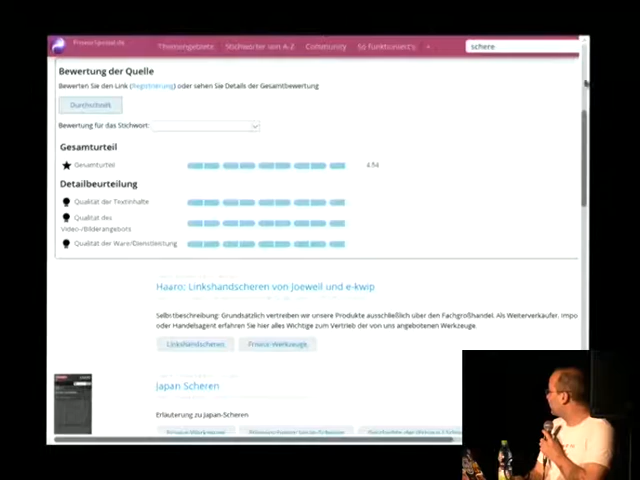 Themengebiete Stichwörter von A-Z Community So funktioniert's
schere
Bewertung der Quelle
Bewerten Sie den Link (Registrierung) oder sehen Sie Details der Gesamtbewertung
Durchschnitt
Bewertung für das Stichwort:
Gesamturteil
Gesamturteil 4.54
Detailbeurteilung
Qualität der Textinhalte
Qualität des
Video-/Bilderangebots
Qualität der Ware/Dienstleistung
Haaro: Linkshandscheren von Joewell und e-kwip
Selbstbeschreibung: Grundsätzlich vertreiben wir unsere Produkte ausschließlich über den Fachgroßhandel. Als Weiterverkäufer, Impo
oder Handelsagent erfahren Sie hier alles Wichtige zum Vertrieb der von uns angebotenen Werkzeuge.
Linkshandscheren Friseur-Werkzeuge
Japan Scheren
Erläuterung zu Japan-Scheren